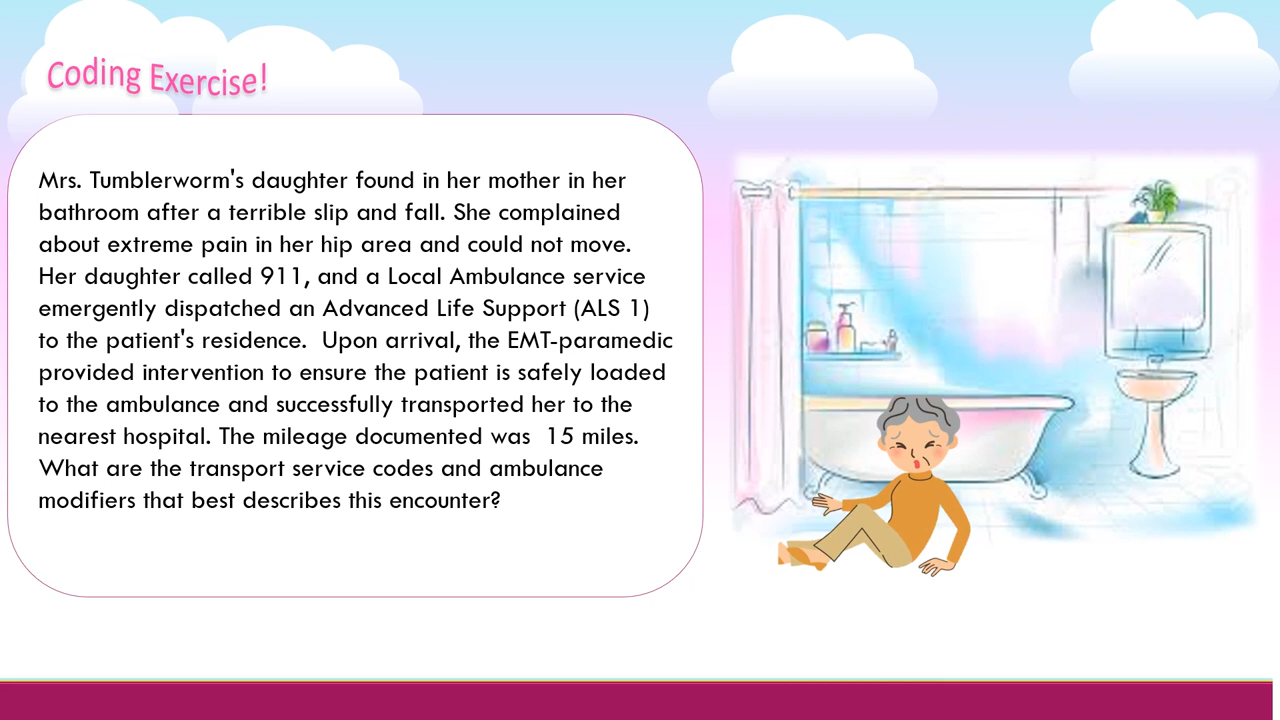 Coding Exercise!
Mrs. Tumblerworm's daughter found in her mother in her
bathroom after a terrible slip and fall. She complained
about extreme pain in her hip area and could not move.
Her daughter called 911, and a Local Ambulance service
emergently dispatched an Advanced Life Support (ALS 1)
to the patient's residence.  Upon arrival, the EMT-paramedic
provided intervention to ensure the patient is safely loaded
to the ambulance and successfully transported her to the
nearest hospital. The mileage documented was  15 miles.
What are the transport service codes and ambulance
modifiers that best describes this encounter?